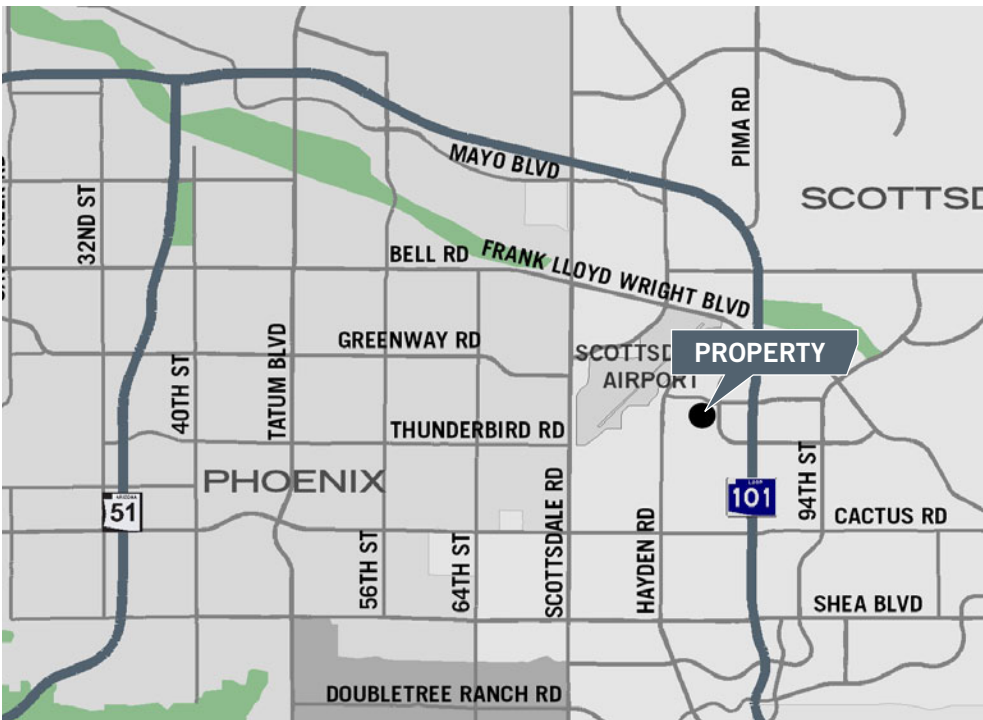 PIMA RD
MAYO BLVD
SCOTTSD
32ND ST
BELL RD
FRANK LLOYD WRIGHT BLVD
GREENWAY RD
TATUM BLVD
40TH ST
SCOTTSD
AIRPORT
PROPERTY
THUNDERBIRD RD
PHOENIX
ARIZONA
51
SCOTTSDALE RD
LOOP
101
94TH ST
CACTUS RD
56TH ST
64TH ST
HAYDEN RD
SHEA BLVD
DOUBLETREE RANCH RD